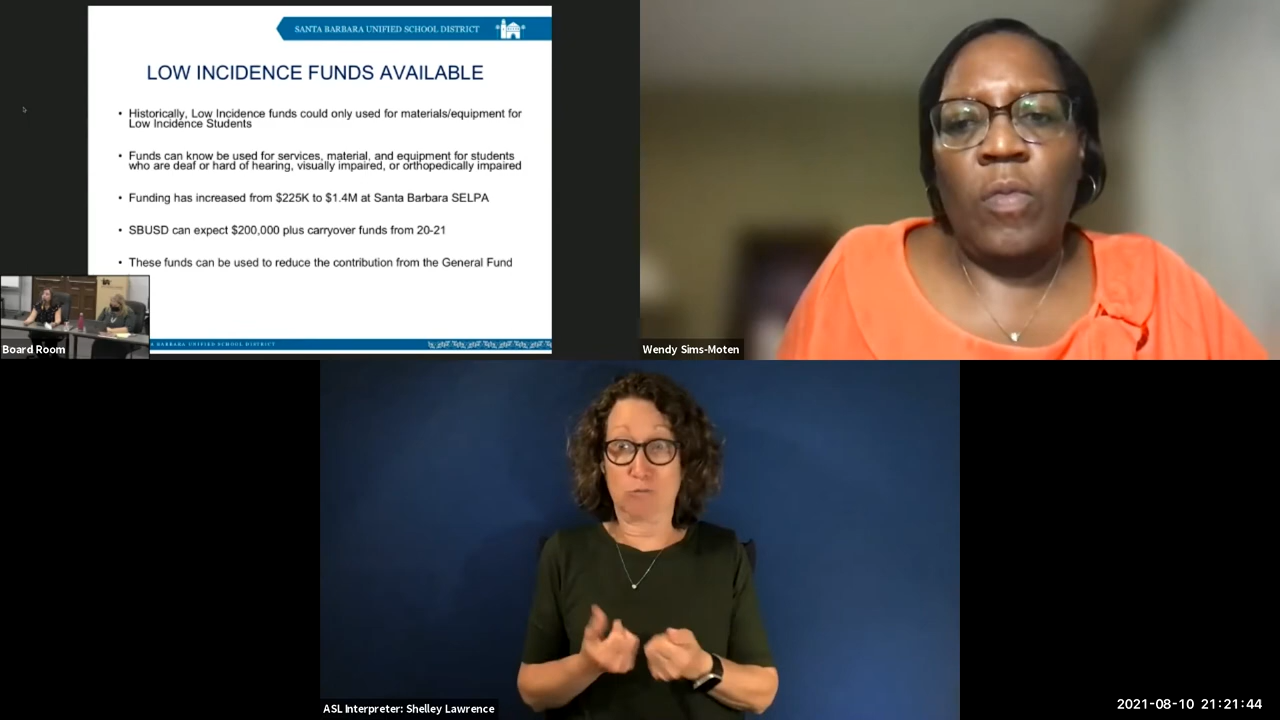 SANTA BARBARA UNIFIED SCHOOL DISTRICT
LOW INCIDENCE FUNDS AVAILABLE
• Historically, Low Incidence funds could only used for materials/equipment for
Low Incidence Students
• Funds can know be used for services, material, and equipment for students
who are deaf or hard of hearing, visually impaired, or orthopedically impaired
• Funding has increased from $225K to $1.4M at Santa Barbara SELPA
• SBUSD can expect $200,000 plus carryover funds from 20-21
• These funds can be used to reduce the contribution from the General Fund
BARBARA UNIFIED SCHOOL DISTRICT
Board Room
Wendy Sims-Moten
ASL Interpreter: Shelley Lawrence
2021-08-10 21:21:44